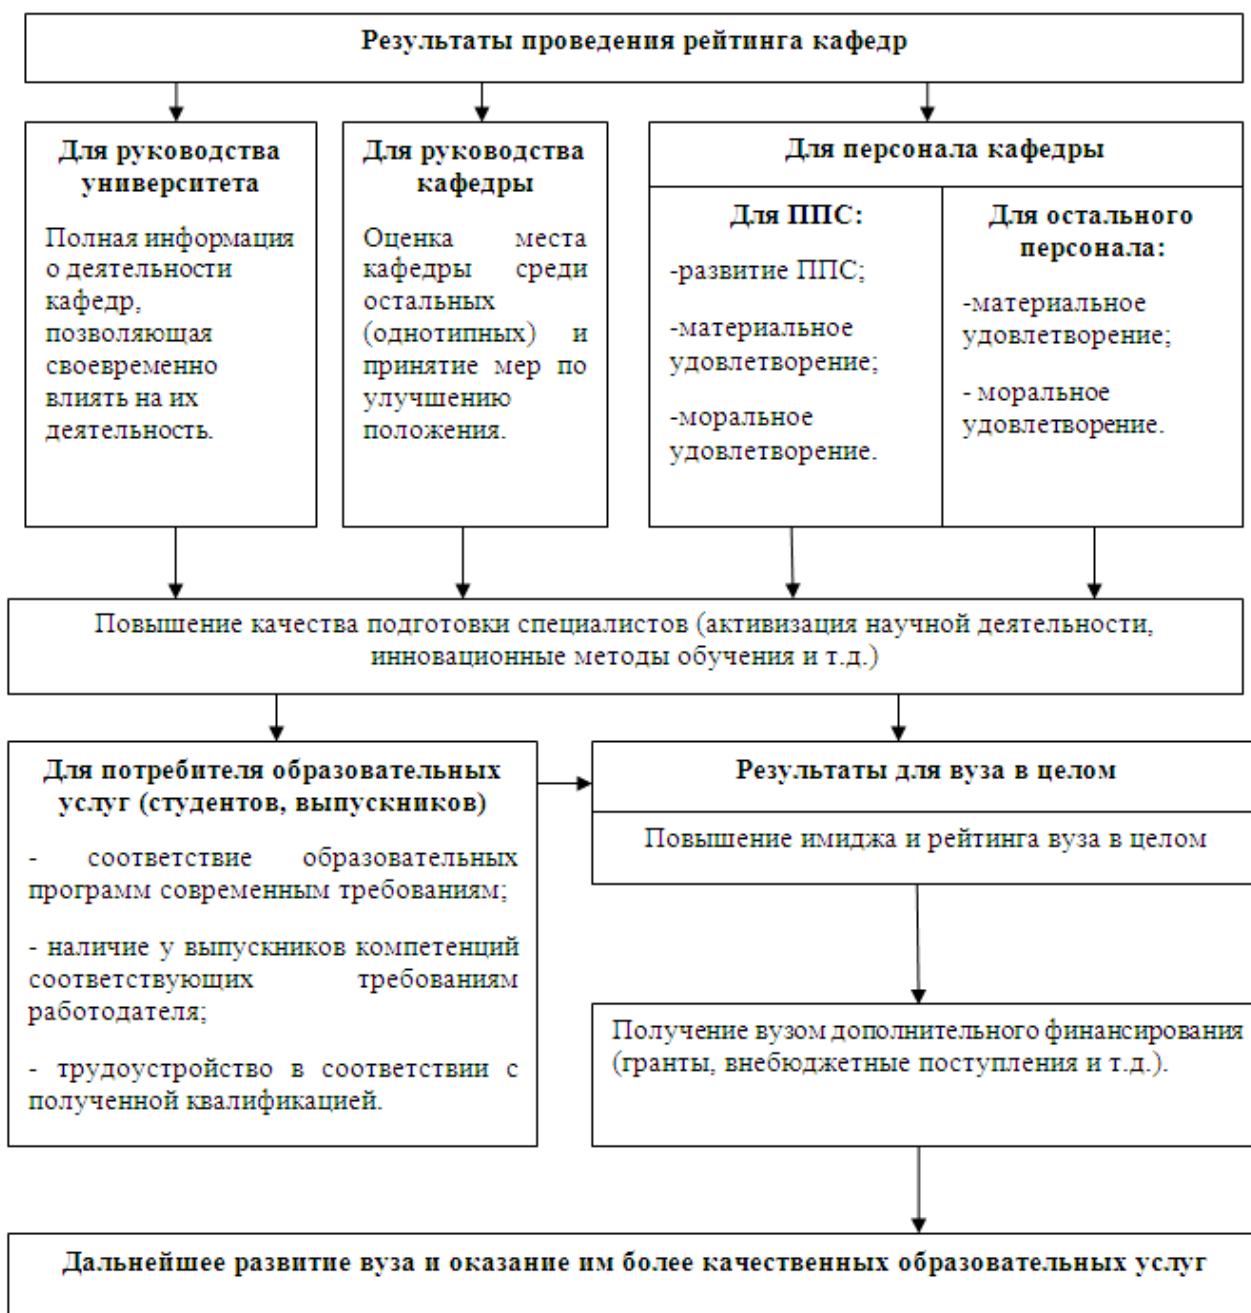 Результаты проведения рейтинга кафедр
Для руководства
университета
Полная информация
о деятельности
кафедр,
позволяющая
своевременно
влиять на их
деятельность.
Для руководства
кафедры
Оценка места
кафедры среди
остальных
(однотипных) и
принятие мер по
улучшению
положения.
Для персонала кафедры
Для ППС:
-развитие ППС;
-материальное
удовлетворение;
-моральное
удовлетворение.
Для остального
персонала:
-материальное
удовлетворение;
- моральное
удовлетворение.
Повышение качества подготовки специалистов (активизация научной деятельности,
инновационные методы обучения и т.д.)
Для потребителя образовательных
услуг (студентов, выпускников)
- соответствие образовательных
программ современным требованиям;
- наличие у выпускников компетенций
соответствующих требованиям
работодателя;
- трудоустройство в соответствии с
полученной квалификацией.
Результаты для вуза в целом
Повышение имиджа и рейтинга вуза в целом
Получение вузом дополнительного финансирования
(гранты, внебюджетные поступления и т.д.).
Дальнейшее развитие вуза и оказание им более качественных образовательных услуг